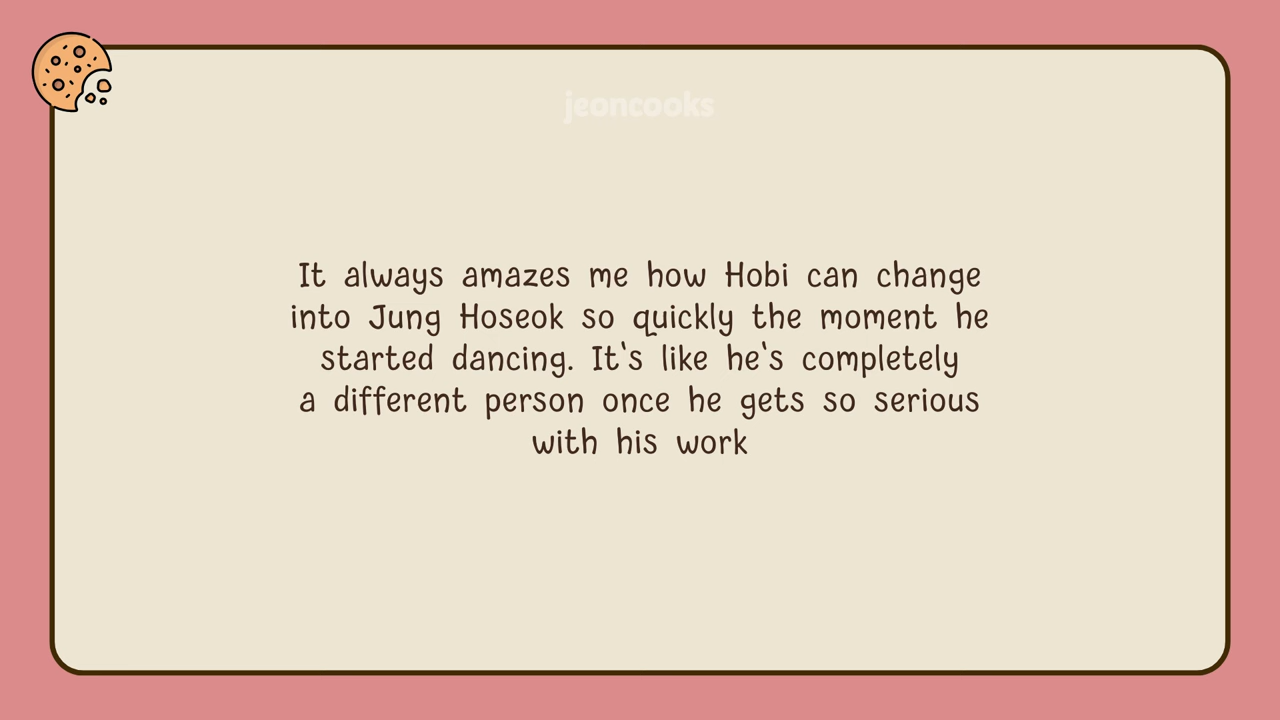 jeoncooks
It always amazes me how Hobi can change
into Jung Hoseok so quickly the moment he
started dancing. It`s like he`s completely
a different person once he gets so serious
with his work